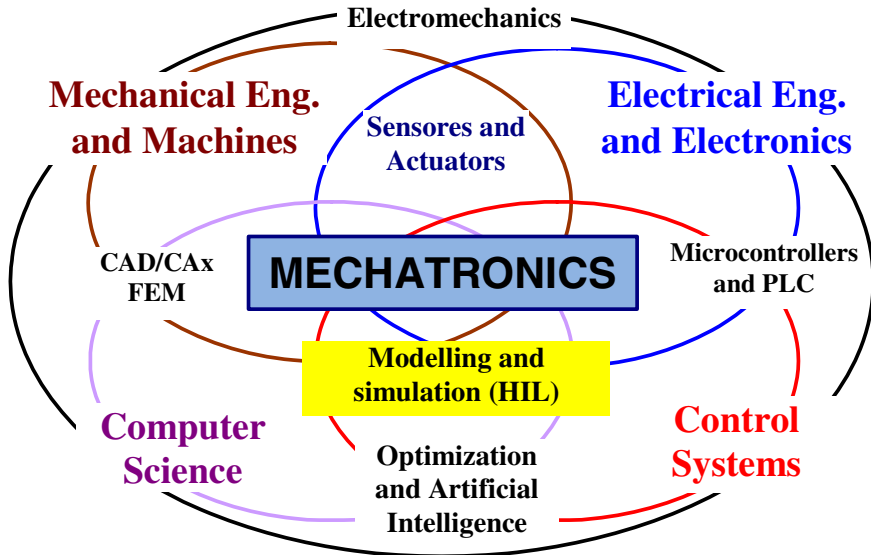 Electromechanics
Mechanical Eng.
and Machines
Sensores and
Actuators
Electrical Eng.
and Electronics
CAD/CAx
FEM
MECHATRONICS
Microcontrollers
and PLC
Modelling and
simulation (HIL)
Computer
Science
Optimization
and Artificial
Intelligence
Control
Systems